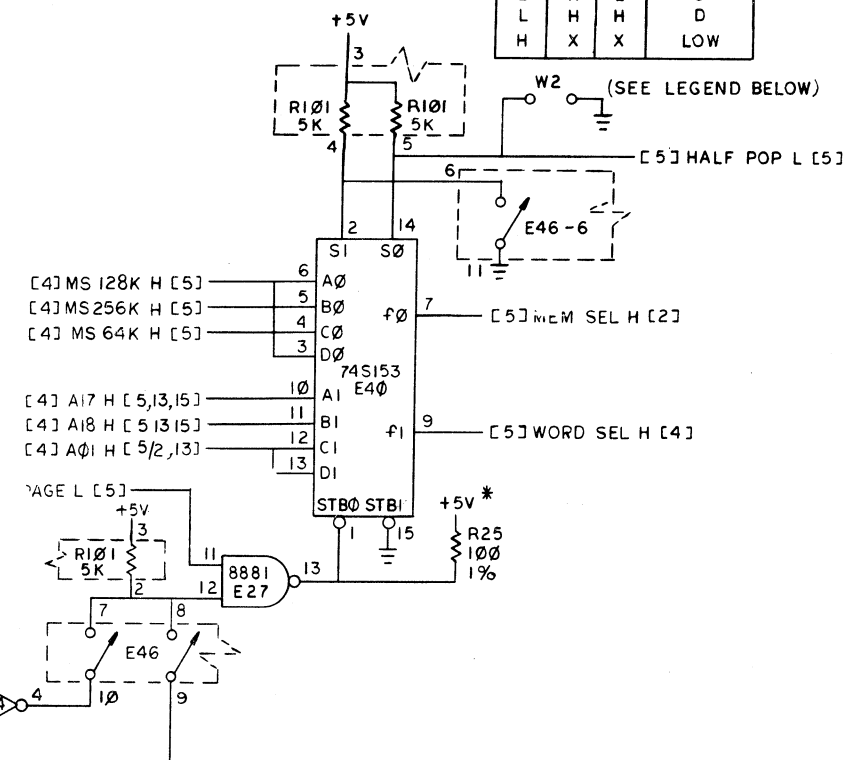 L H H D
H X X LOW
+5V
3
W2
(SEE LEGEND BELOW)
R1Ø1
5K
R1Ø1
5K
4
5
[5] HALF POP L [5]
6
E46-6
11
2
14
S1
SØ
[4] MS 128K H [5]
6
AØ
[4] MS256K H [5]
5
BØ
[4] MS 64K H [5]
4
CØ
3
DØ
fØ
7
[5] MEM SEL H [2]
74S153
E4Ø
[4] A17 H [5,13,15]
1Ø
A1
[4] A18 H [5 13 15]
11
B1
[4] AØ1 H [5/2,13]
12
C1
13
D1
f1
9
[5] WORD SEL H [4]
PAGE L [5]
STBØ
STB1
1
15
+5V *
R25
1ØØ
1%
+5V
3
R1Ø1
5K
2
11
12
8881
E27
13
7
8
E46
4
1Ø
9